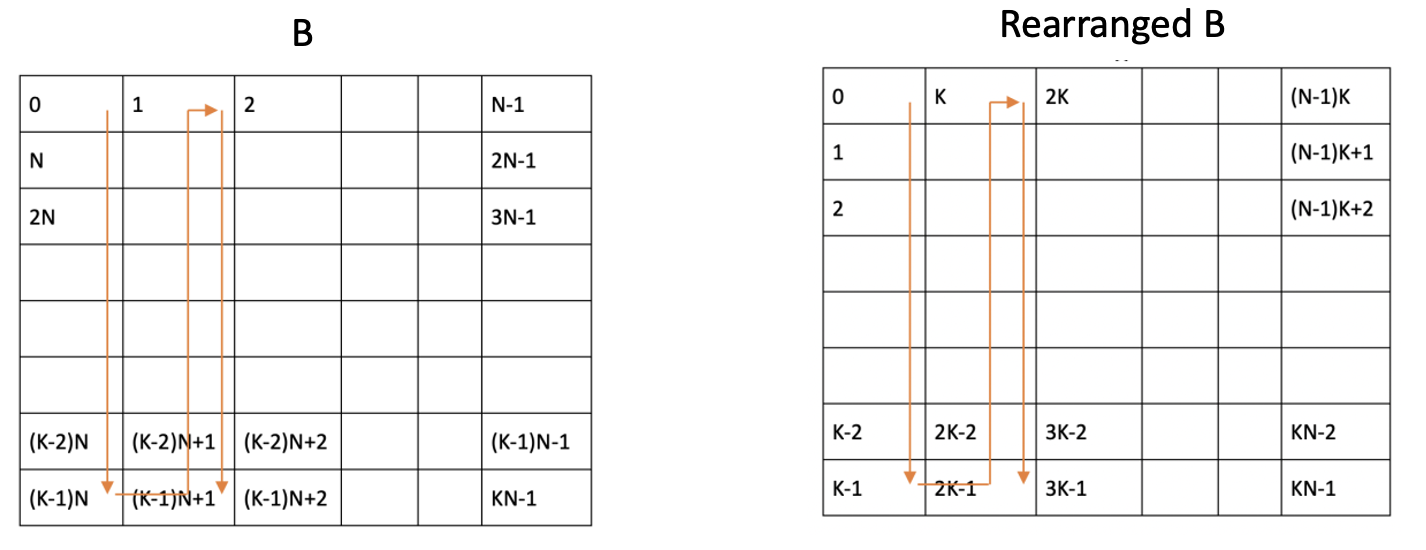 B
0 1 2 N-1
N 2N-1
2N 3N-1
(K-2)N (K-2)N+1 (K-2)N+2 (K-1)N-1
(K-1)N (K-1)N+1 (K-1)N+2 KN-1
Rearranged B
0 K 2K (N-1)K
1 (N-1)K+1
2 (N-1)K+2
K-2 2K-2 3K-2 KN-2
K-1 2K-1 3K-1 KN-1